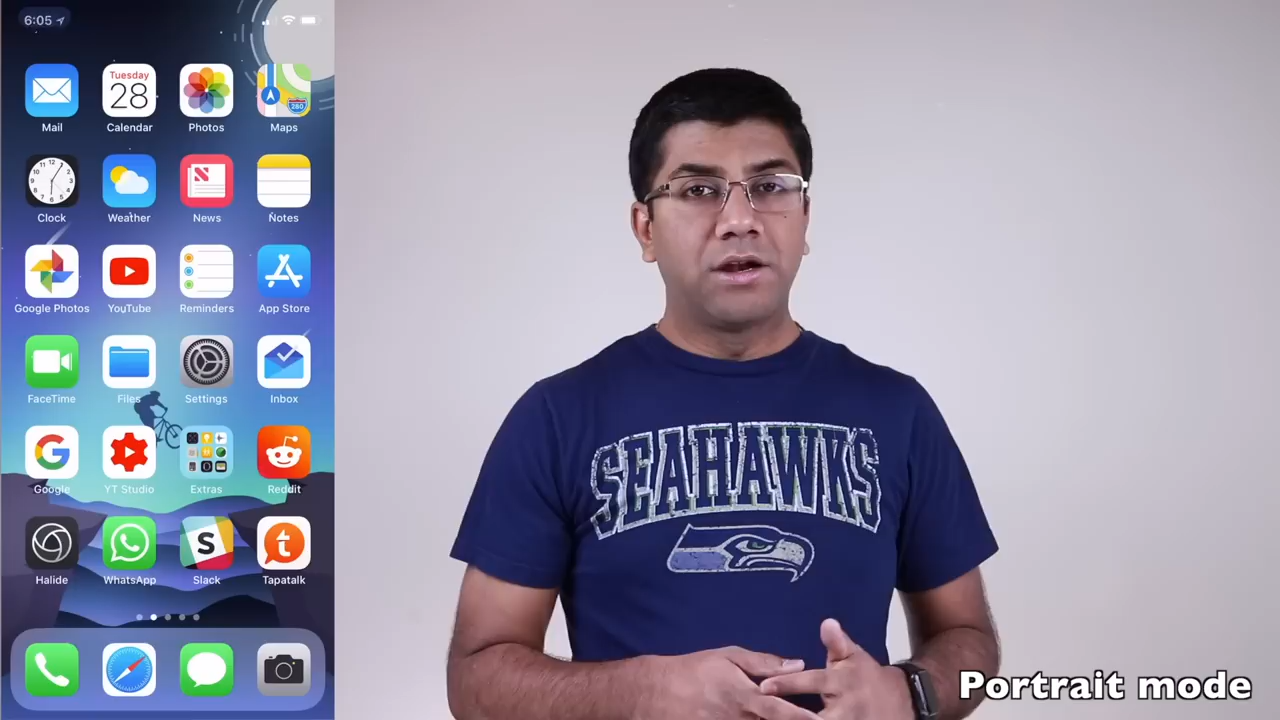 6:05
Tuesday
28
280
Mail
Calendar
Photos
Maps
Clock
Weather
News
Notes
Google Photos
YouTube
Reminders
App Store
FaceTime
Files
Settings
Inbox
G
Google
YT Studio
Extras
Reddit
S
t
Halide
WhatsApp
Slack
Tapatalk
SEAHAWKS
Portrait mode